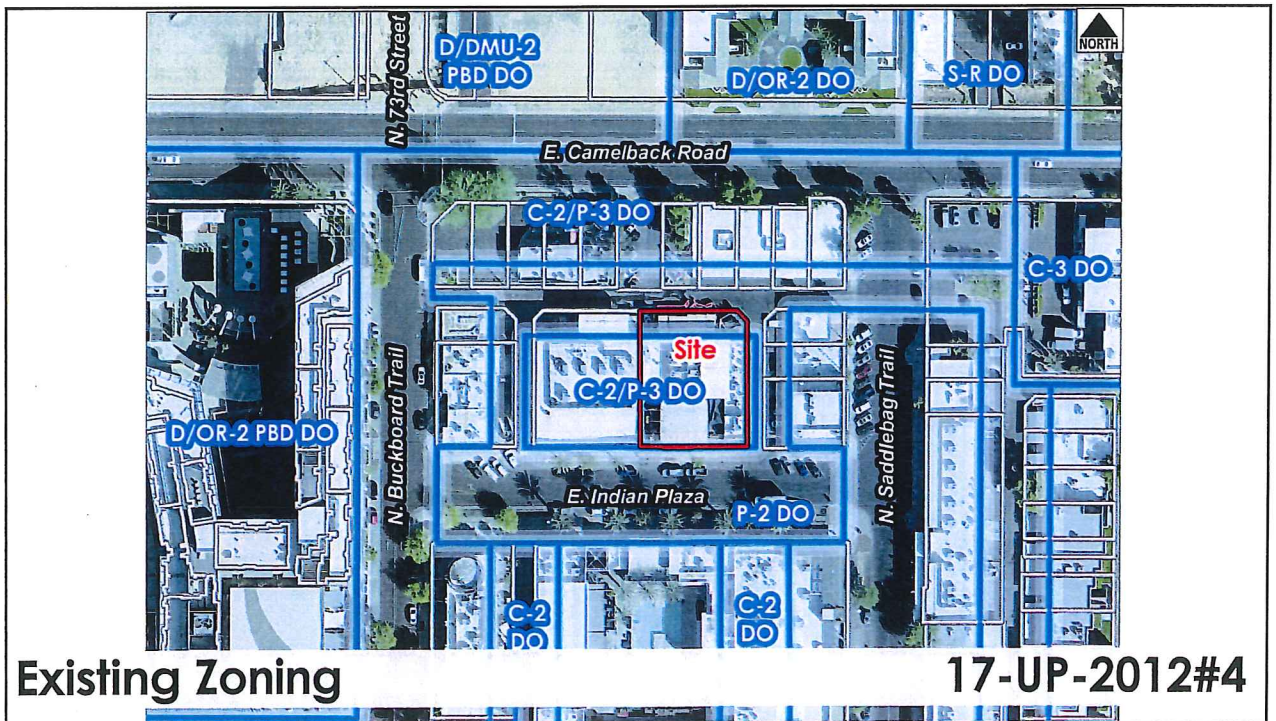 N. 73rd Street
D/DMU-2
PBD DO
D/OR-2 DO
S-R DO
NORTH
E. Camelback Road
C-2/P-3 DO
C-3 DO
Site
C-2/P-3 DO
D/OR-2 PBD DO
N. Buckboard Trail
N. Saddlebag Trail
E. Indian Plaza
P-2 DO
C-2
DO
C-2
DO
Existing Zoning
17-UP-2012#4